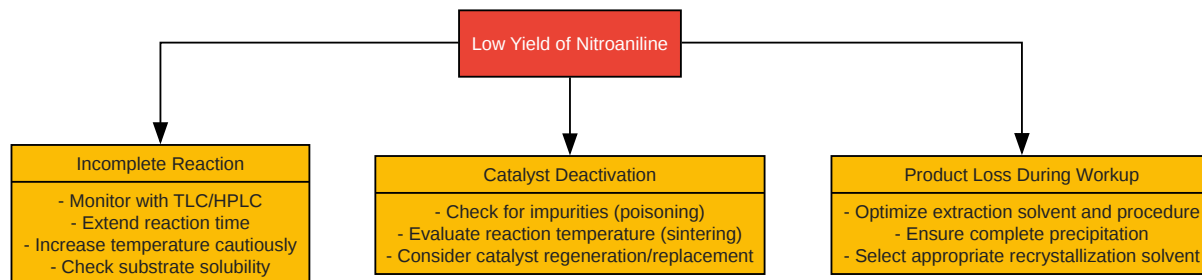 Low Yield of Nitroaniline
Incomplete Reaction
- Monitor with TLC/HPLC
- Extend reaction time
- Increase temperature cautiously
- Check substrate solubility
Catalyst Deactivation
- Check for impurities (poisoning)
- Evaluate reaction temperature (sintering)
- Consider catalyst regeneration/replacement
Product Loss During Workup
- Optimize extraction solvent and procedure
- Ensure complete precipitation
- Select appropriate recrystallization solvent